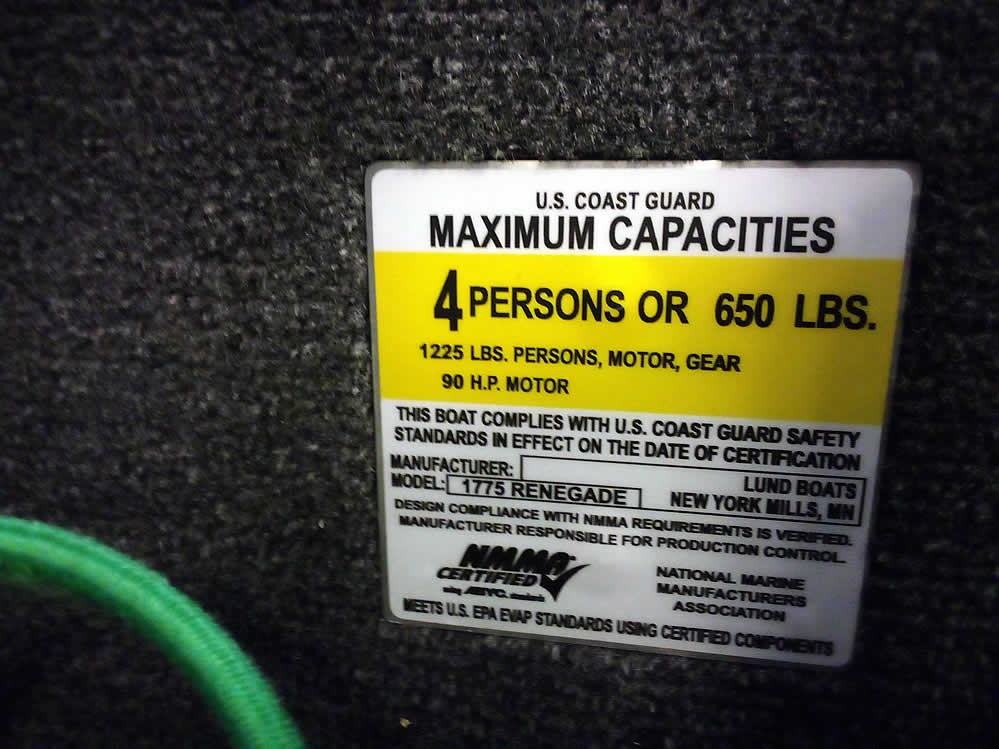 U.S. COAST GUARD
MAXIMUM CAPACITIES
4 PERSONS OR 650 LBS.
1225 LBS. PERSONS, MOTOR, GEAR
90 H.P. MOTOR
THIS BOAT COMPLIES WITH U.S. COAST GUARD SAFETY
STANDARDS IN EFFECT ON THE DATE OF CERTIFICATION
MANUFACTURER: LUND BOATS
MODEL: 1775 RENEGADE NEW YORK MILLS, MN
DESIGN COMPLIANCE WITH NMMA REQUIREMENTS IS VERIFIED.
MANUFACTURER RESPONSIBLE FOR PRODUCTION CONTROL.
NMMA
CERTIFIED
using ABYC. standards
NATIONAL MARINE
MANUFACTURERS
ASSOCIATION
MEETS U.S. EPA EVAP STANDARDS USING CERTIFIED COMPONENTS